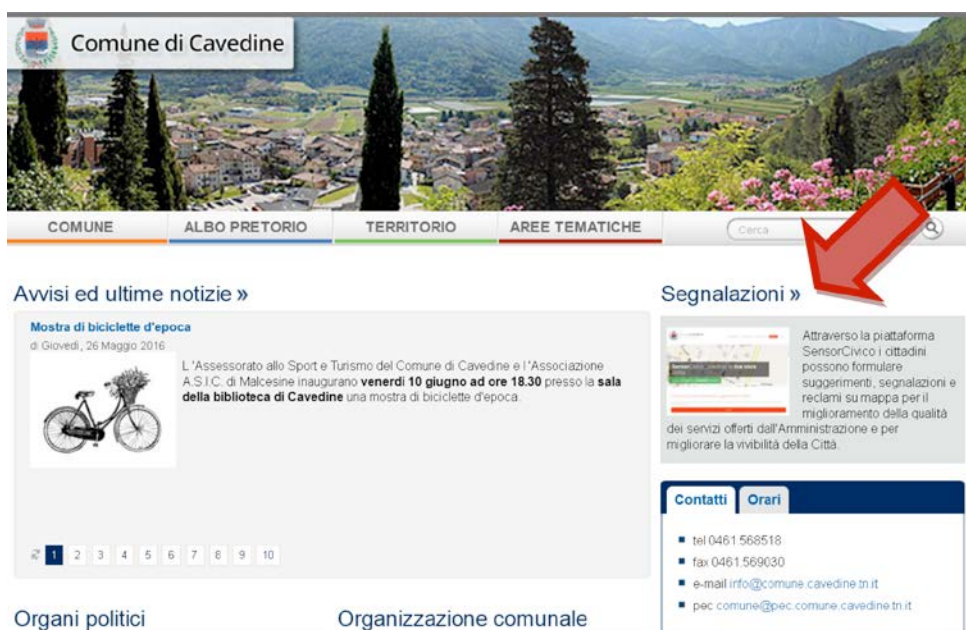 Comune di Cavedine
COMUNE
ALBO PRETORIO
TERRITORIO
AREE TEMATICHE
Cerca
Avvisi ed ultime notizie »
Mostra di biciclette d'epoca
di Giovedì, 26 Maggio 2016
L'Assessorato allo Sport e Turismo del Comune di Cavedine e l'Associazione
A.S.I.C. di Malcesine inaugurano venerdì 10 giugno ad ore 18.30 presso la sala
della biblioteca di Cavedine una mostra di biciclette d'epoca.
1 2 3 4 5 6 7 8 9 10
Segnalazioni »
Attraverso la piattaforma
SensorCivico i cittadini
possono formulare
suggerimenti, segnalazioni e
reclami su mappa per il
miglioramento della qualità
dei servizi offerti dall'Amministrazione e per
migliorare la vivibilità della Città.
Contatti
Orari
tel 0461.568518
fax 0461.569030
e-mail info@comune.cavedine.tn.it
pec comune@pec.comune.cavedine.tn.it
Organi politici
Organizzazione comunale